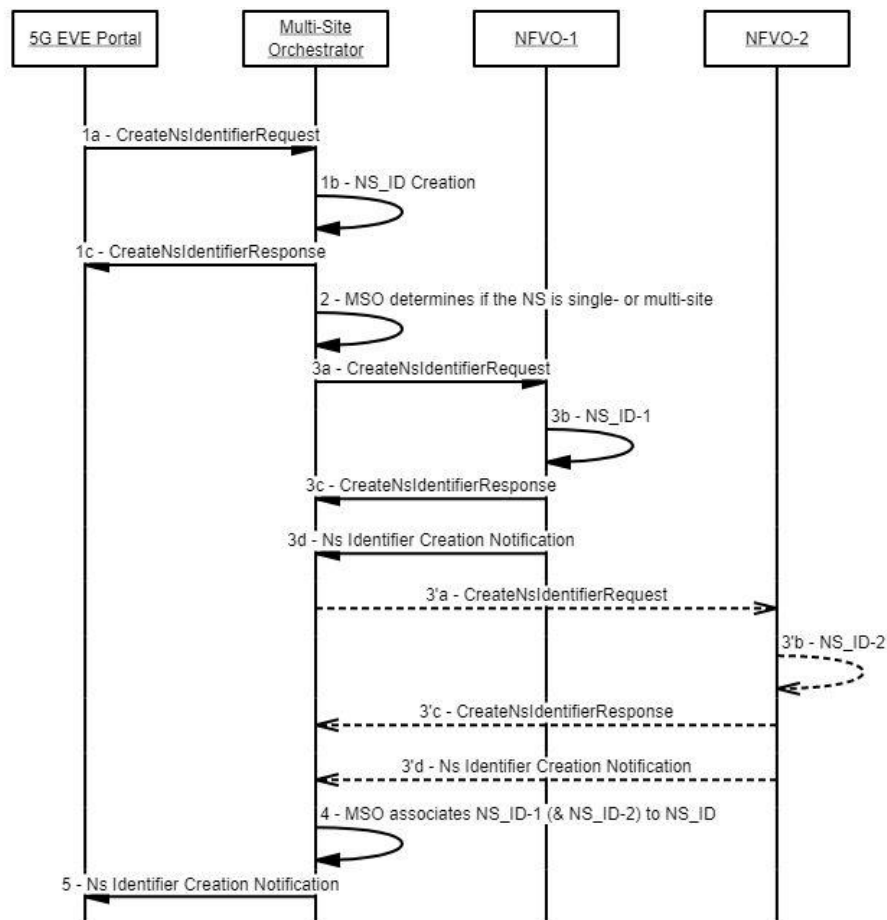 5G EVE Portal
Multi-Site
Orchestrator
NFVO-1
NFVO-2
1a - CreateNsIdentifierRequest
1b - NS_ID Creation
1c - CreateNsIdentifierResponse
2 - MSO determines if the NS is single- or multi-site
3a - CreateNsIdentifierRequest
3b - NS_ID-1
3c - CreateNsIdentifierResponse
3d - Ns Identifier Creation Notification
3'a - CreateNsIdentifierRequest
3'b - NS_ID-2
3'c - CreateNsIdentifierResponse
3'd - Ns Identifier Creation Notification
4 - MSO associates NS_ID-1 (& NS_ID-2) to NS_ID
5 - Ns Identifier Creation Notification